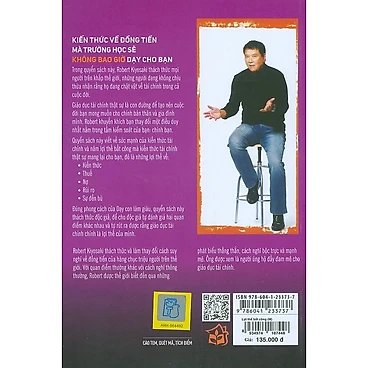 KIẾN THỨC VỀ ĐỒNG TIỀN
MÀ TRƯỜNG HỌC SẼ
KHÔNG BAO GIỜ DẠY CHO BẠN
Trong quyển sách này, Robert Kiyosaki thách thức mọi
người trên khắp thế giới, những người đang không chịu
thừa nhận rằng họ đang chật vật về tài chính trong cả
cuộc đời.
Giáo dục tài chính thật sự là con đường để tạo nên cuộc
đời bạn mong muốn cho chính bản thân và gia đình
mình. Robert khuyến khích bạn thay đổi một điều duy
nhất nằm trong tầm kiểm soát của bạn: chính bạn.
Quyển sách này viết về sức mạnh của kiến thức tài
chính và năm lợi thế bất công mà kiến thức tài chính
thật sự mang lại cho bạn, đó là những lợi thế về:
• Kiến thức
• Thuế
• Nợ
• Rủi ro
• Sự đền bù
Đúng phong cách của Dạy con làm giàu, quyển sách này
thách thức độc giả, để cho độc giả tự đánh giá hai quan
điểm khác nhau và tự rút ra được rằng giáo dục tài
chính chính là lợi thế của mình.
Robert Kiyosaki thách thức và làm thay đổi cách suy
nghĩ về đồng tiền của hàng chục triệu người trên thế
giới. Với quan điểm thường khác với cách nghĩ thông
thường, Robert được thế giới biết đến qua những
phát biểu thẳng thắn, cách nghĩ bộc trực và mạnh
mẽ. Ông được xem là người ủng hộ đầy đam mê cho
giáo dục tài chính.
ISBN: 978-604-1-23373-7
9 786041 233737
8 934974 187448
Giá: 135.000 đ
CÀO TEM, QUÉT MÃ, TÍCH ĐIỂM